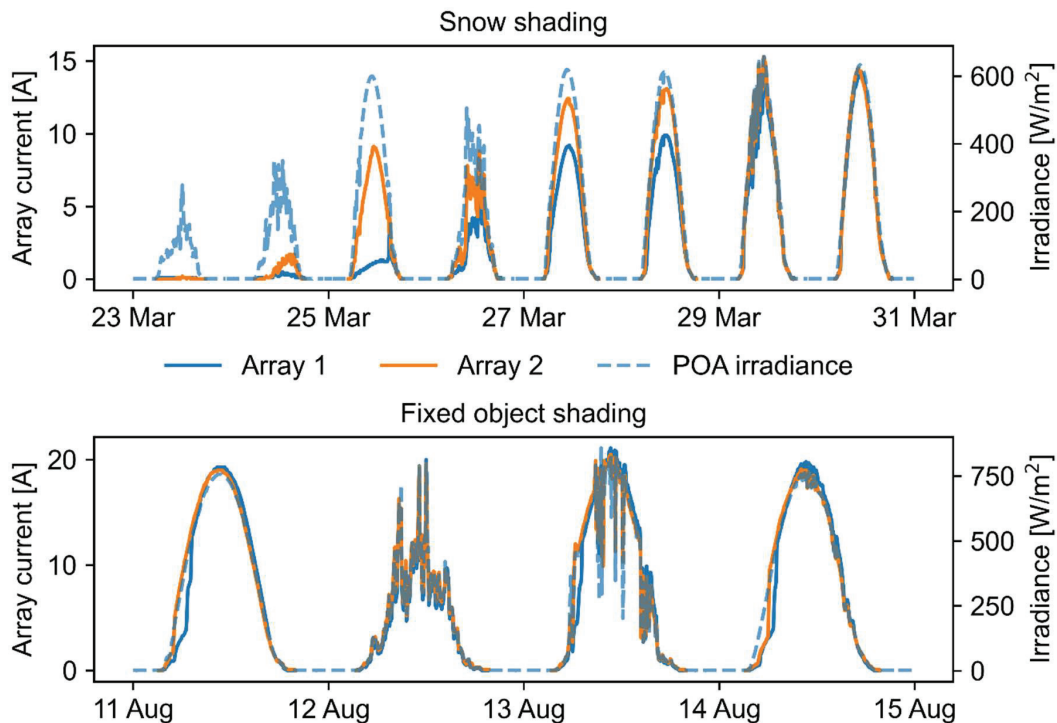 Snow shading
15
10
5
0
Array current [A]
600
400
200
0
Irradiance [W/m²]
23 Mar 25 Mar 27 Mar 29 Mar 31 Mar
Array 1 Array 2 POA irradiance
Fixed object shading
20
10
0
Array current [A]
750
500
250
0
Irradiance [W/m²]
11 Aug 12 Aug 13 Aug 14 Aug 15 Aug